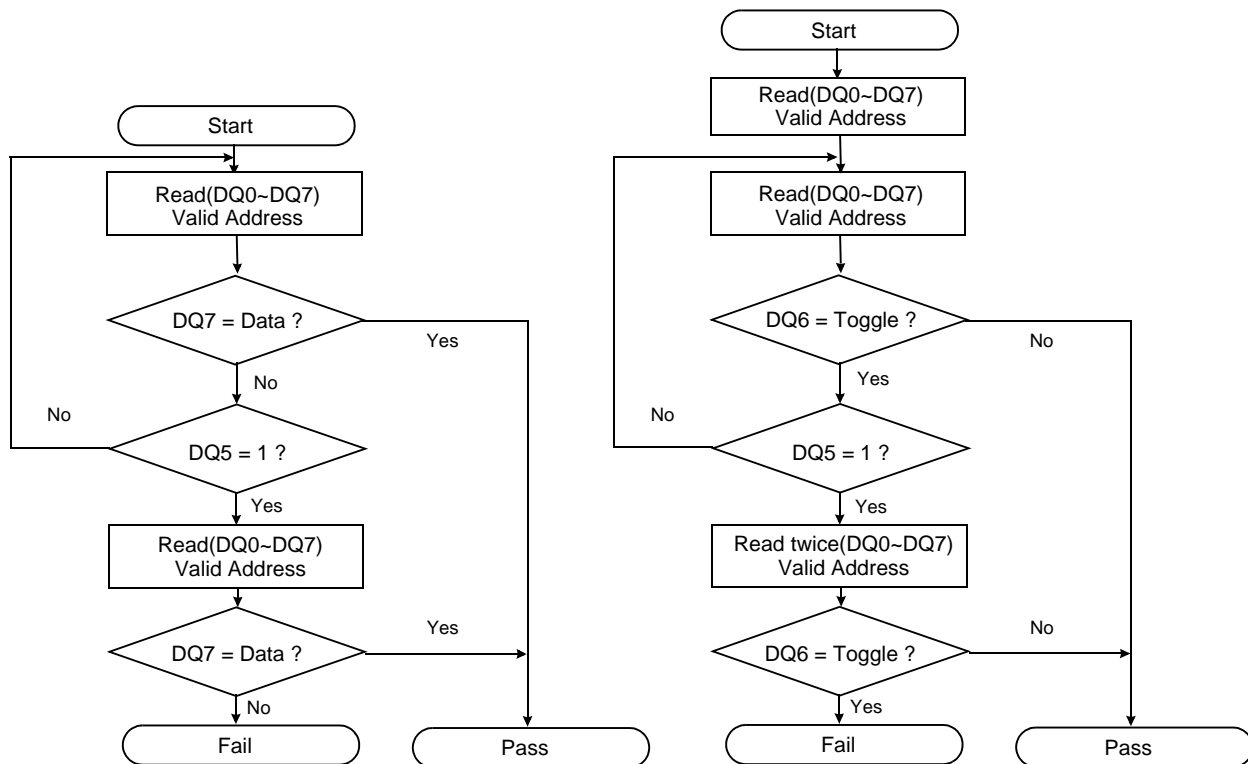 Start
Read(DQ0~DQ7)
Valid Address
DQ7 = Data ?
Yes
No
No
DQ5 = 1 ?
Yes
Read(DQ0~DQ7)
Valid Address
DQ7 = Data ?
Yes
No
Fail
Pass
Start
Read(DQ0~DQ7)
Valid Address
Read(DQ0~DQ7)
Valid Address
DQ6 = Toggle ?
No
Yes
No
DQ5 = 1 ?
Yes
Read twice(DQ0~DQ7)
Valid Address
DQ6 = Toggle ?
No
Yes
Fail
Pass